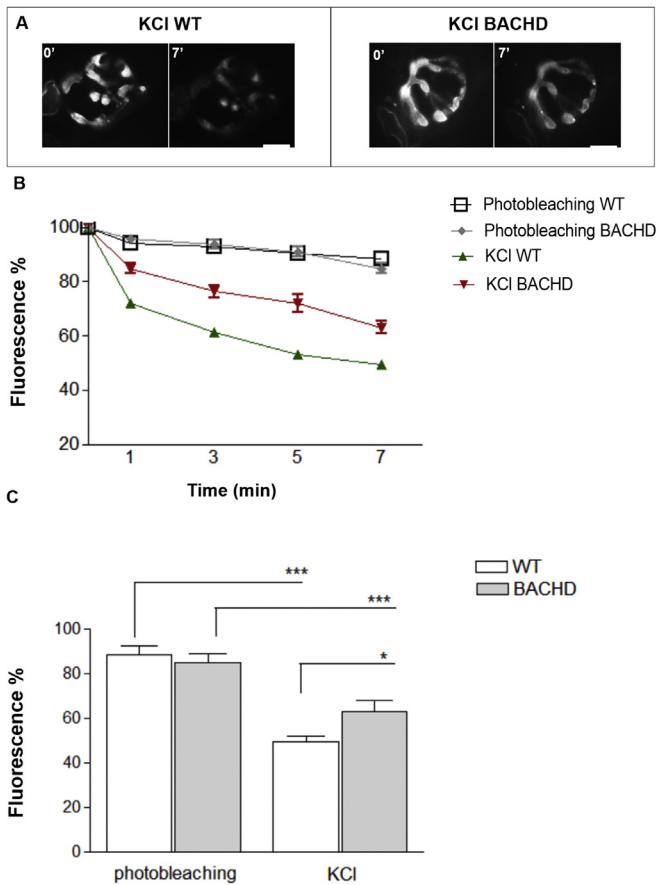 A
KCl WT
KCl BACHD
0'
7'
0'
7'
B
100
80
60
40
20
Fluorescence %
1 3 5 7
Time (min)
Photobleaching WT
Photobleaching BACHD
KCl WT
KCl BACHD
C
WT
BACHD
***
***
*
100
80
60
40
20
0
Fluorescence %
photobleaching KCl